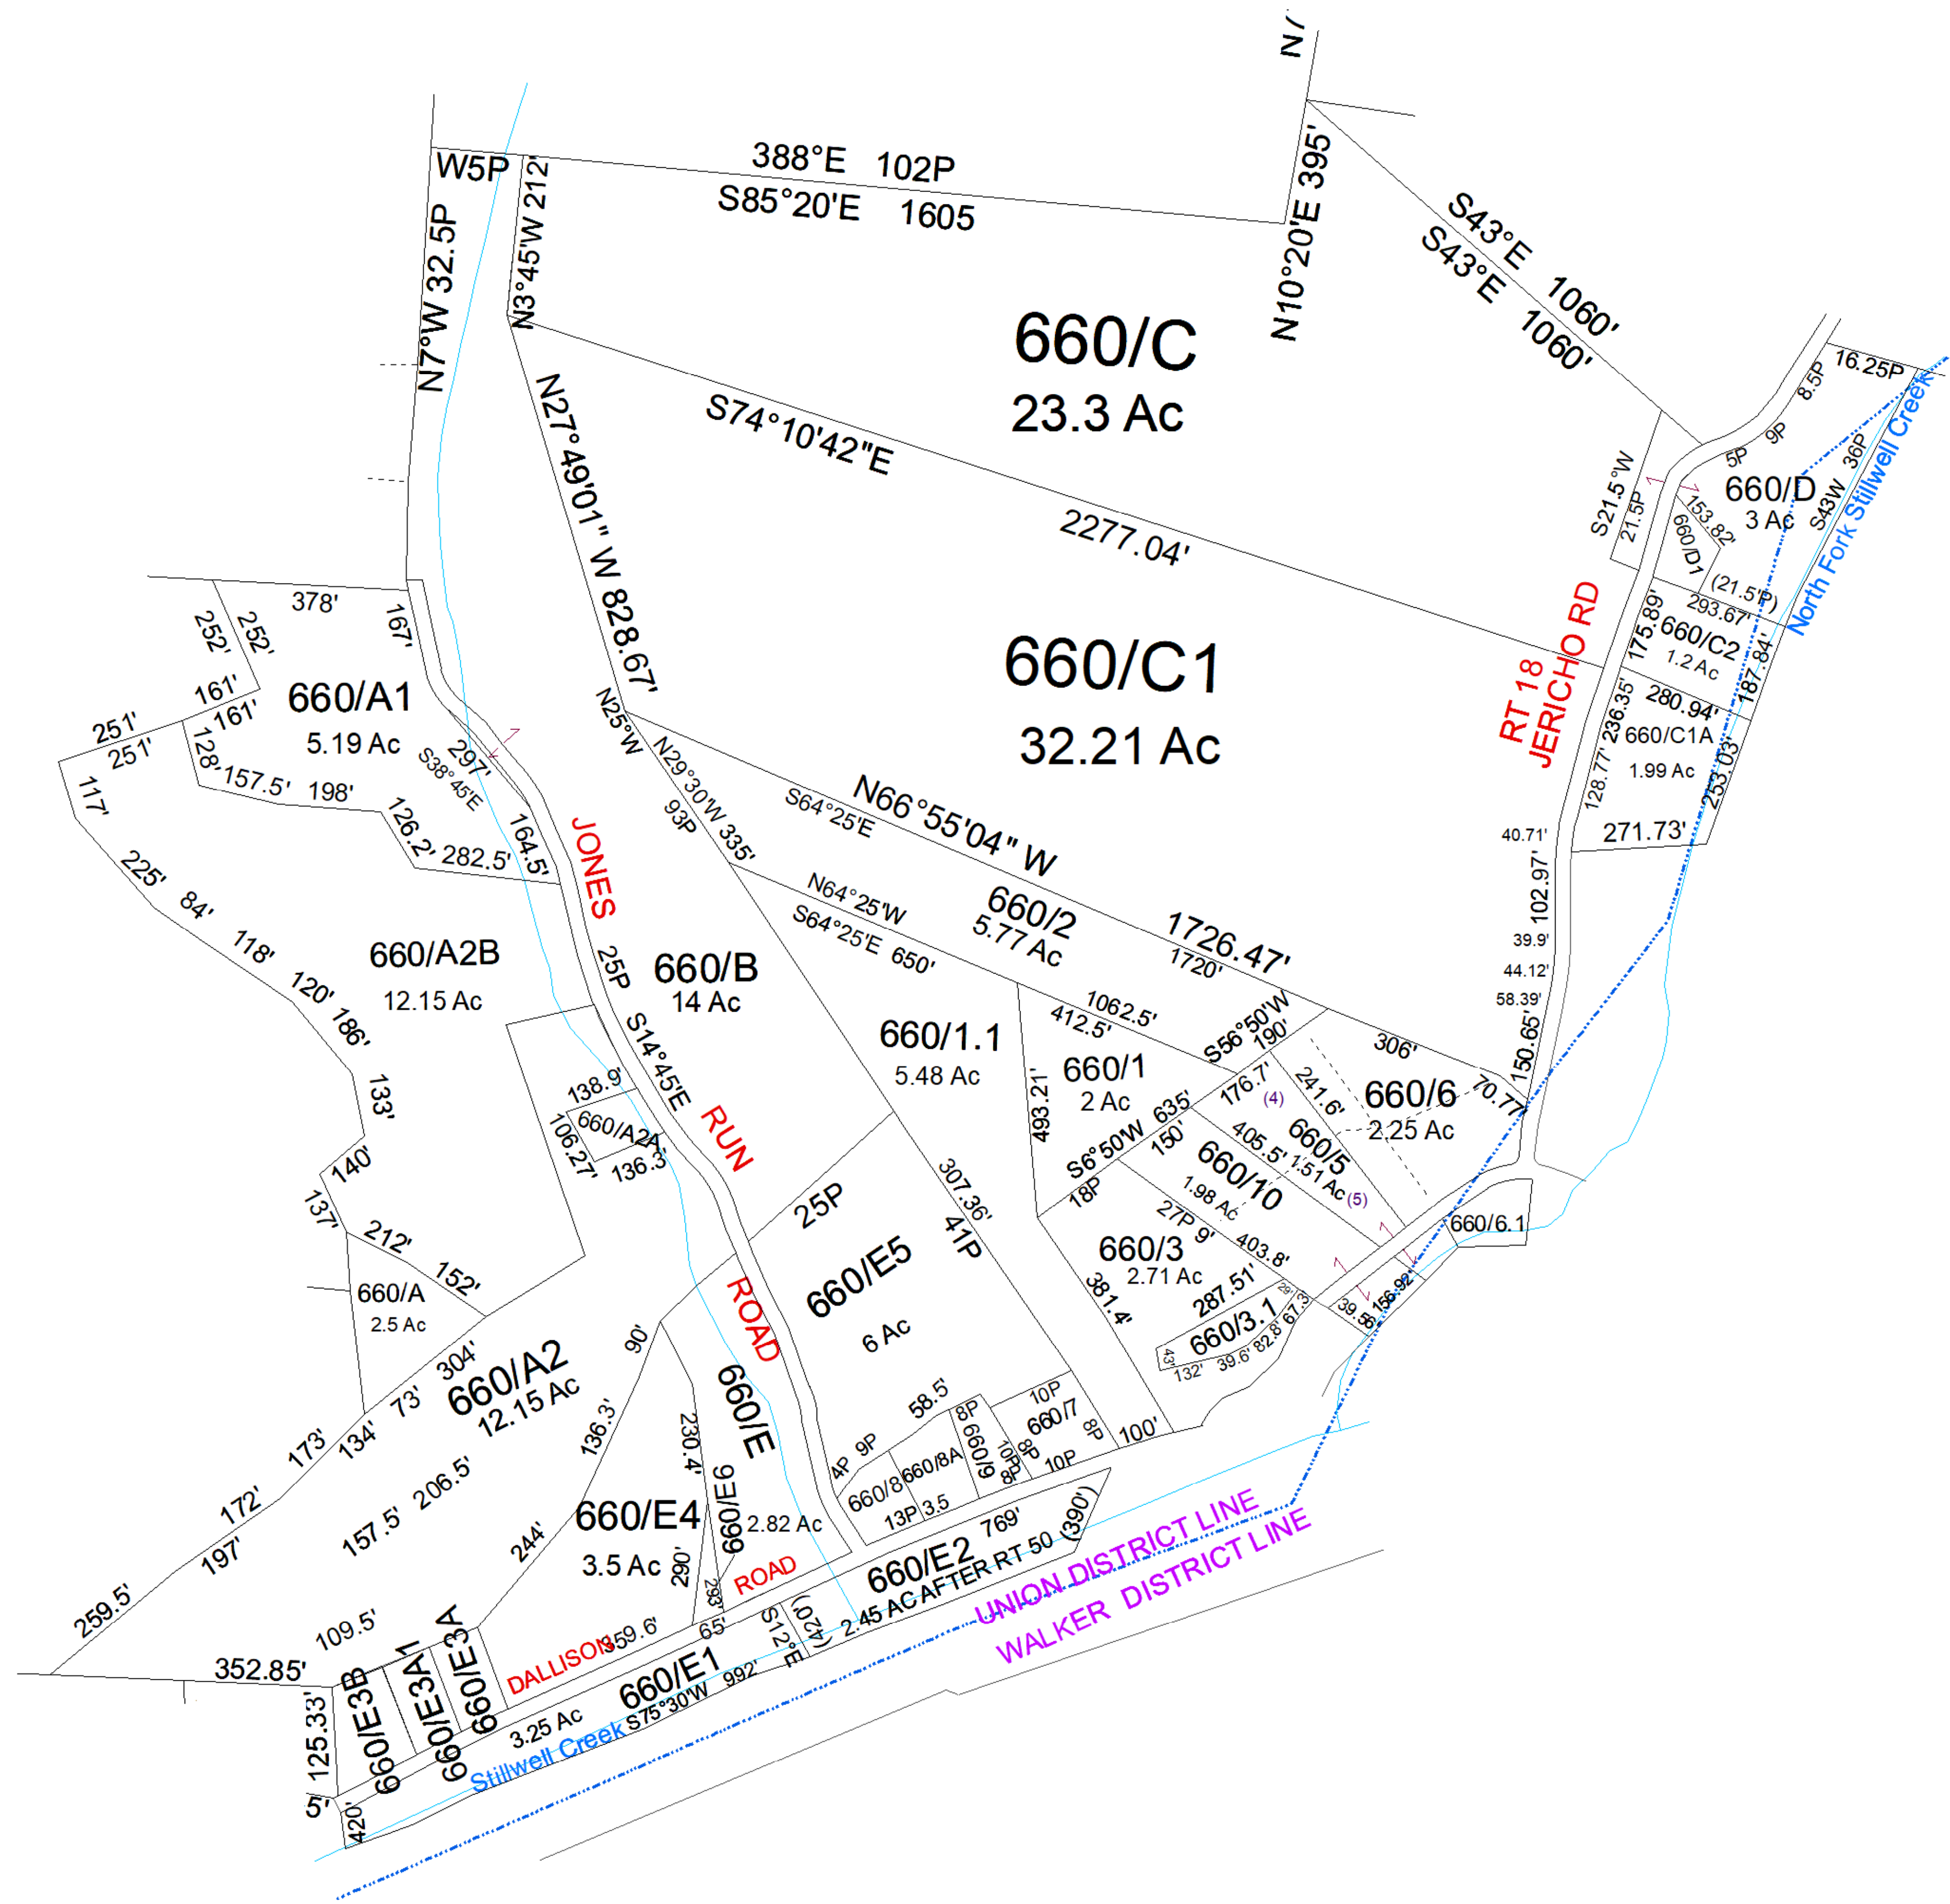 N7
W5P
388°E 102P
S85°20'E 1605
N3°45'W 212'
N7°W 32.5P
N10°20'E 395'
S43°E 1060'
S43°E 1060'
660/C
23.3 Ac
S74°10'42"E
2277.04'
N27°49'01" W 828.67'
660/C1
32.21 Ac
16.25P
8.5P
9P
5P
36P
S43W
660/D
3 Ac
North Fork Stillwell Creek
S21.5°W
21.5P
153.82'
660/D1
(21.5'P)
293.67'
175.89'
660/C2
1.2 Ac
187.84'
RT 18
JERICHO RD
280.94'
236.35'
660/C1A
1.99 Ac
253.03'
128.77'
271.73'
40.71'
102.97'
39.9'
44.12'
58.39'
150.65'
378'
167'
252'
252'
161'
161'
251'
251'
660/A1
5.19 Ac
128'
157.5'
198'
126.2'
282.5'
297'
S38°45'E
164.5'
117'
225'
84'
118'
120'
186'
133'
140'
137'
212'
152'
JONES
RUN
ROAD
N25°W
N29°30'W 335'
93P
S64°25'E
N66°55'04" W
1726.47'
1720'
N64°25'W
S64°25'E 650'
660/2
5.77 Ac
660/A2B
12.15 Ac
25P
S14°45'E
660/B
14 Ac
138.9'
660/A2A
106.27'
136.3'
660/1.1
5.48 Ac
1062.5'
412.5'
493.21'
660/1
2 Ac
S56°50'W
190'
306'
70.77'
176.7'
(4)
241.6'
660/6
2.25 Ac
S6°50'W 635'
150'
18P
405.5'
660/5
1.51 Ac
(5)
660/10
1.98 Ac
27P 9'
403.8'
660/6.1
307.36'
41P
25P
660/E5
6 Ac
660/3
2.71 Ac
381.4'
287.51'
29'
660/3.1
67.3'
82.8'
39.6'
132'
43'
39.56'
156.92'
660/A
2.5 Ac
304'
73'
134'
173'
172'
197'
259.5'
660/A2
12.15 Ac
206.5'
157.5'
109.5'
90'
136.3'
244'
230.4'
660/E
660/E4
3.5 Ac
290'
660/E6
293'
2.82 Ac
58.5'
9P
4P
660/8
660/8A
13P
3.5
8P
660/9
10P
8P
8P
10P
660/7
8P
10P
100'
352.85'
125.33'
5'
420'
660/E3B
660/E3A1
660/E3A
DALLISON
ROAD
359.6'
65'
660/E1
3.25 Ac
S75°30'W 992'
Stillwell Creek
S12°E
(420')
660/E2
769'
(390')
2.45 AC AFTER RT 50
UNION DISTRICT LINE
WALKER DISTRICT LINE